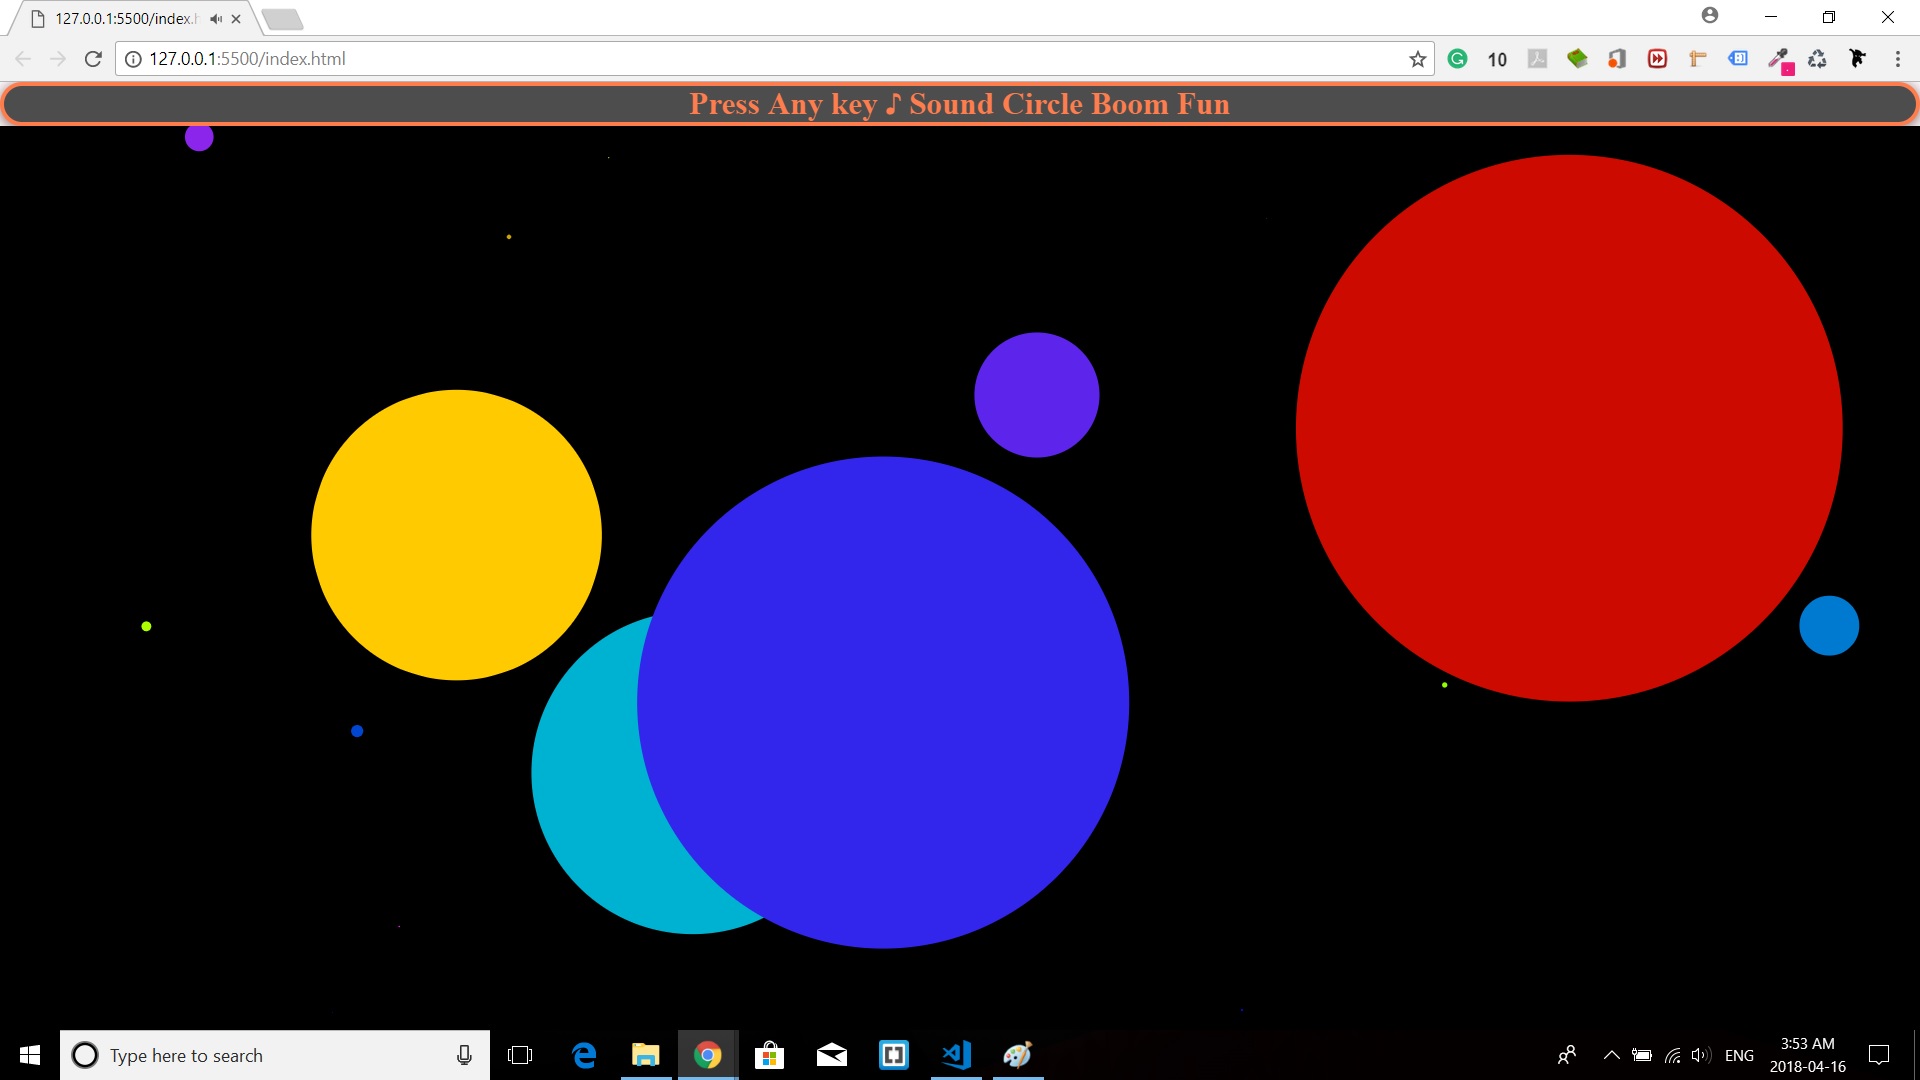 127.0.0.1:5500/index.h
127.0.0.1:5500/index.html
10
Press Any key ♪ Sound Circle Boom Fun
Type here to search
ENG
3:53 AM
2018-04-16